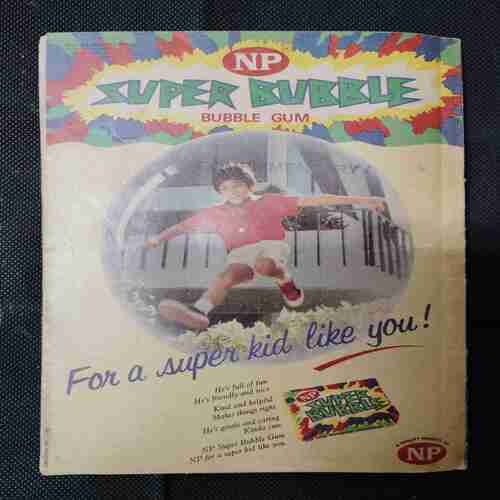 NP
SUPER BUBBLE
BUBBLE GUM
For a super kid like you!
He's full of fun
He's friendly and nice
Kind and helpful
Makes things right
He's gentle and caring
Kinda cute
NP Super Bubble Gum
NP for a super kid like you
NP
SUPER
BUBBLE
NP